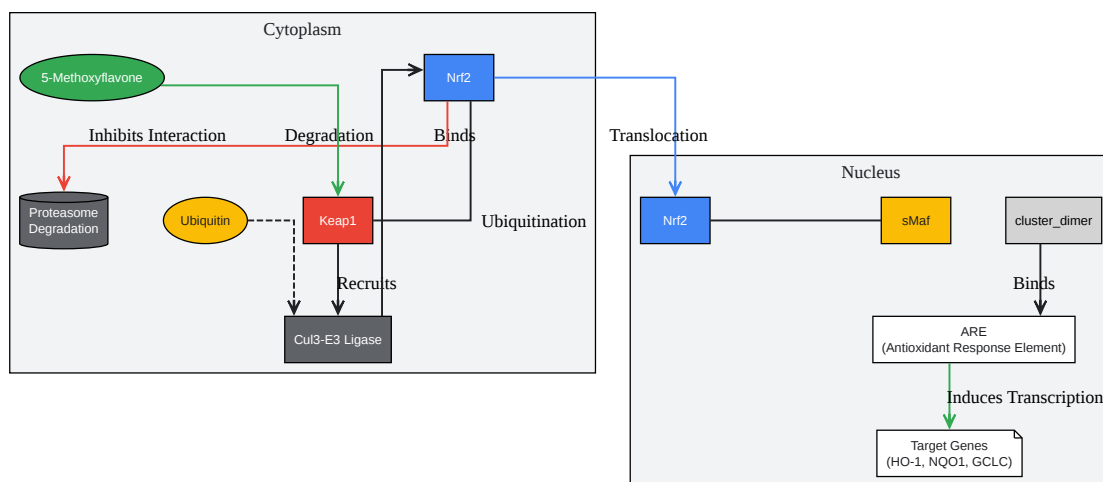 Cytoplasm
5-Methoxyflavone
Nrf2
Inhibits Interaction
Degradation
Binds
Translocation
Nucleus
Proteasome
Degradation
Ubiquitin
Keap1
Ubiquitination
Nrf2
sMaf
cluster_dimer
Recruits
Binds
Cul3-E3 Ligase
ARE
(Antioxidant Response Element)
Induces Transcription
Target Genes
(HO-1, NQO1, GCLC)